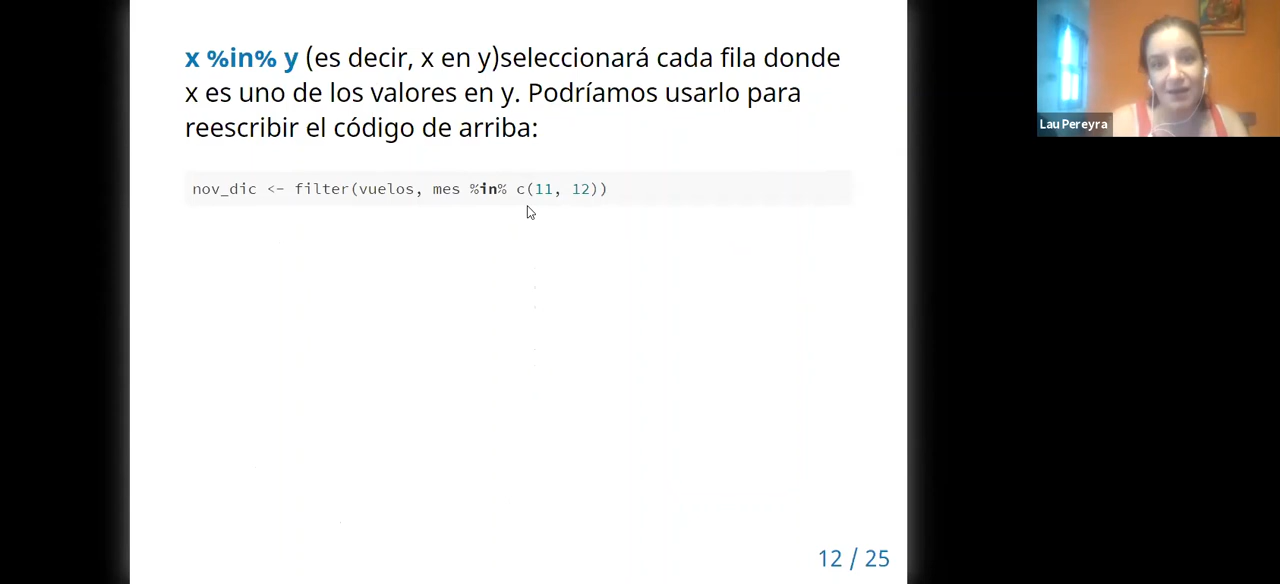 x %in% y (es decir, x en y)seleccionará cada fila donde
x es uno de los valores en y. Podríamos usarlo para
reescribir el código de arriba:
nov_dic <- filter(vuelos, mes %in% c(11, 12))
12 / 25
Lau Pereyra